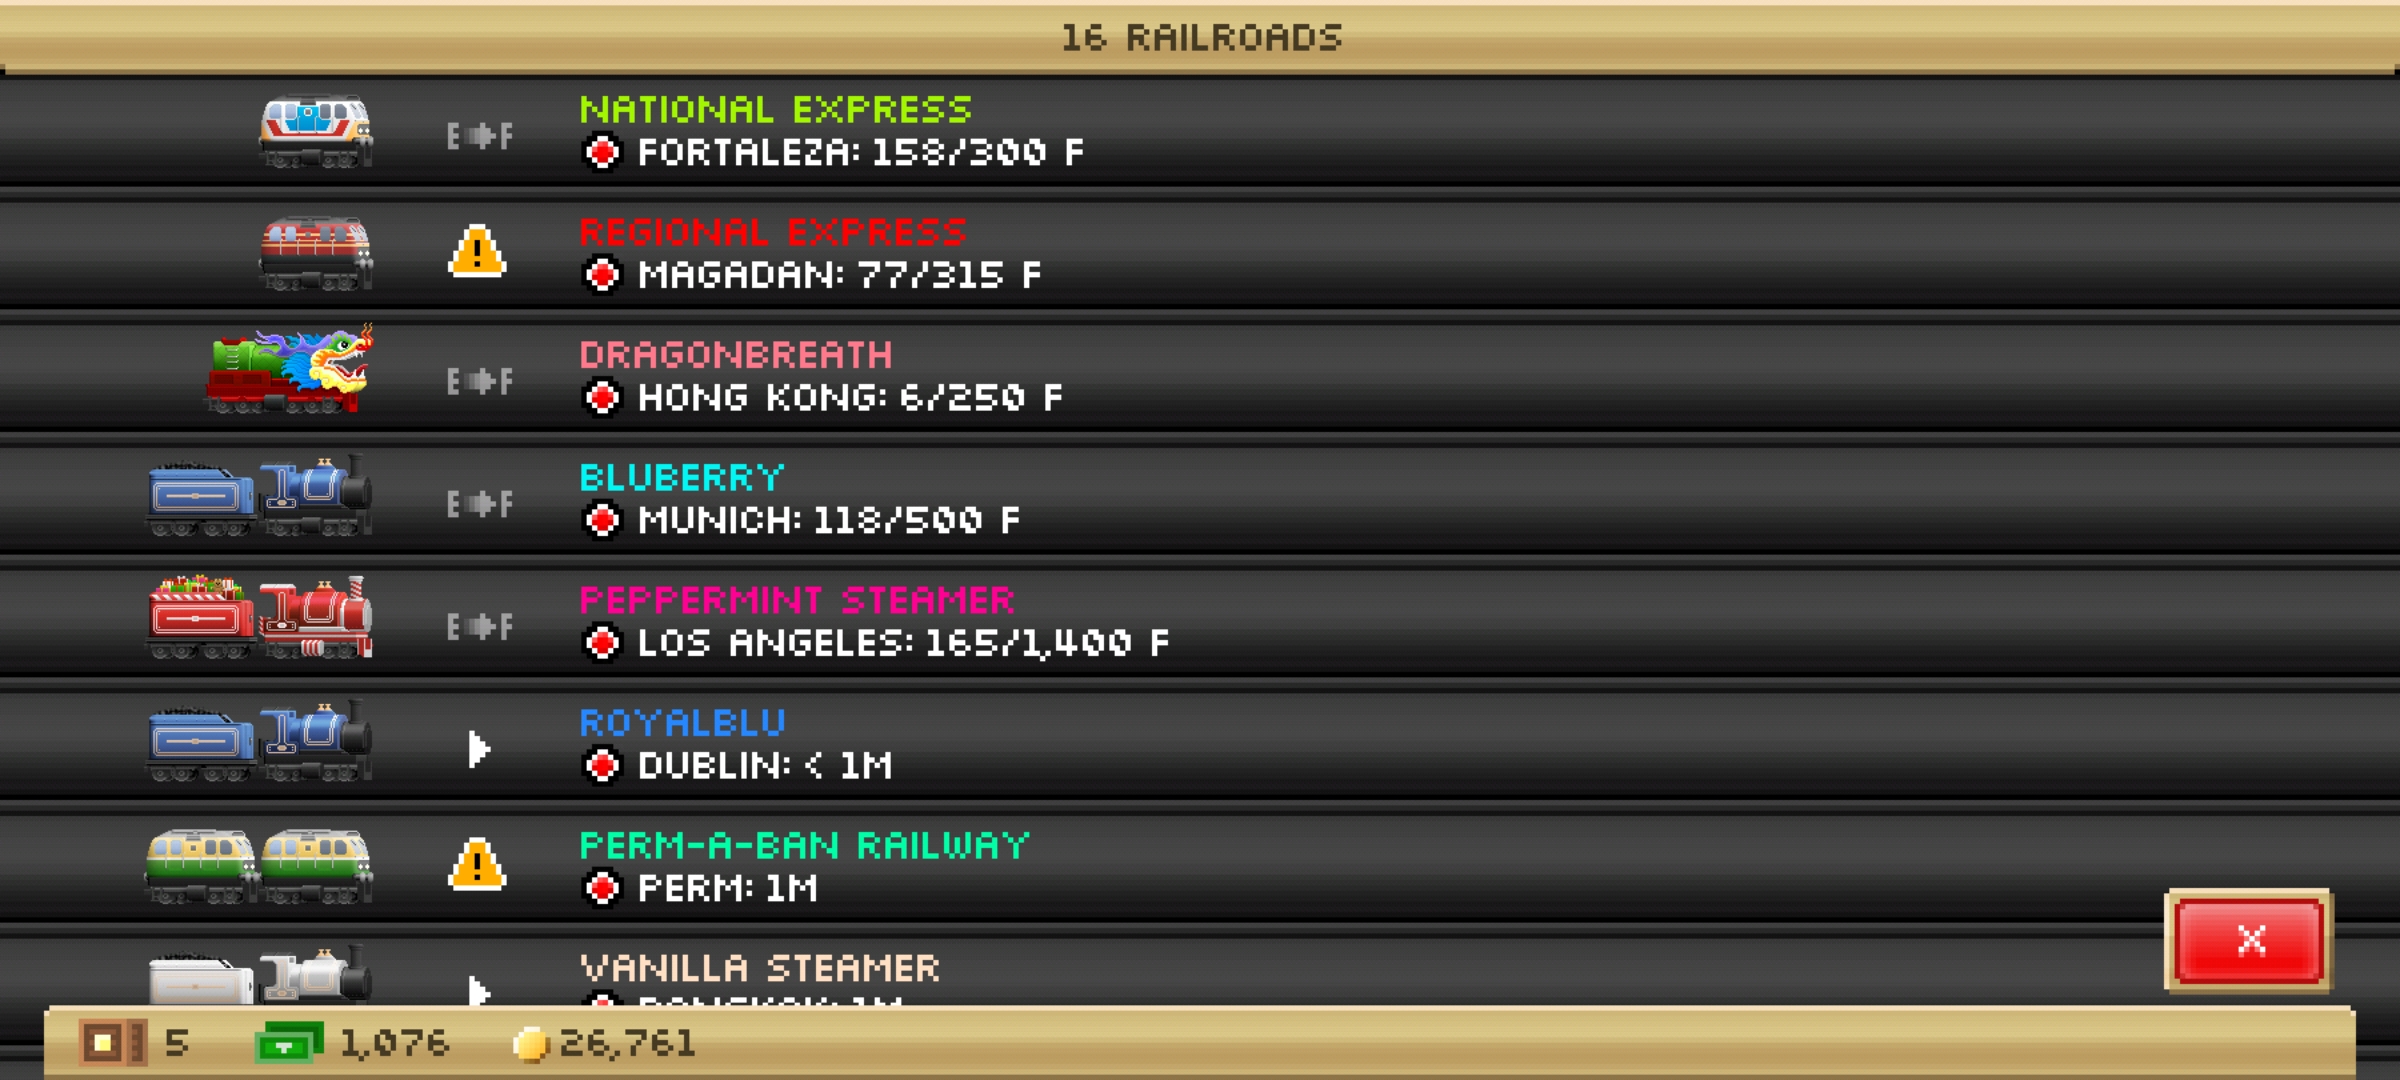 16 RAILROADS
E F
NATIONAL EXPRESS
FORTALEZA: 158/300 F
REGIONAL EXPRESS
MAGADAN: 77/315 F
E F
DRAGONBREATH
HONG KONG: 6/250 F
E F
BLUBERRY
MUNICH: 118/500 F
E F
PEPPERMINT STEAMER
LOS ANGELES: 165/1,400 F
ROYALBLU
DUBLIN: < 1M
PERM-A-BAN RAILWAY
PERM: 1M
VANILLA STEAMER
BANGKOK: 1M
X
5 1,076 26,761